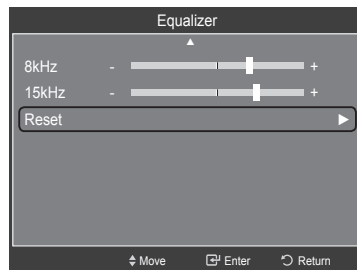 Equalizer
8kHz - +
15kHz - +
Reset
Move Enter Return